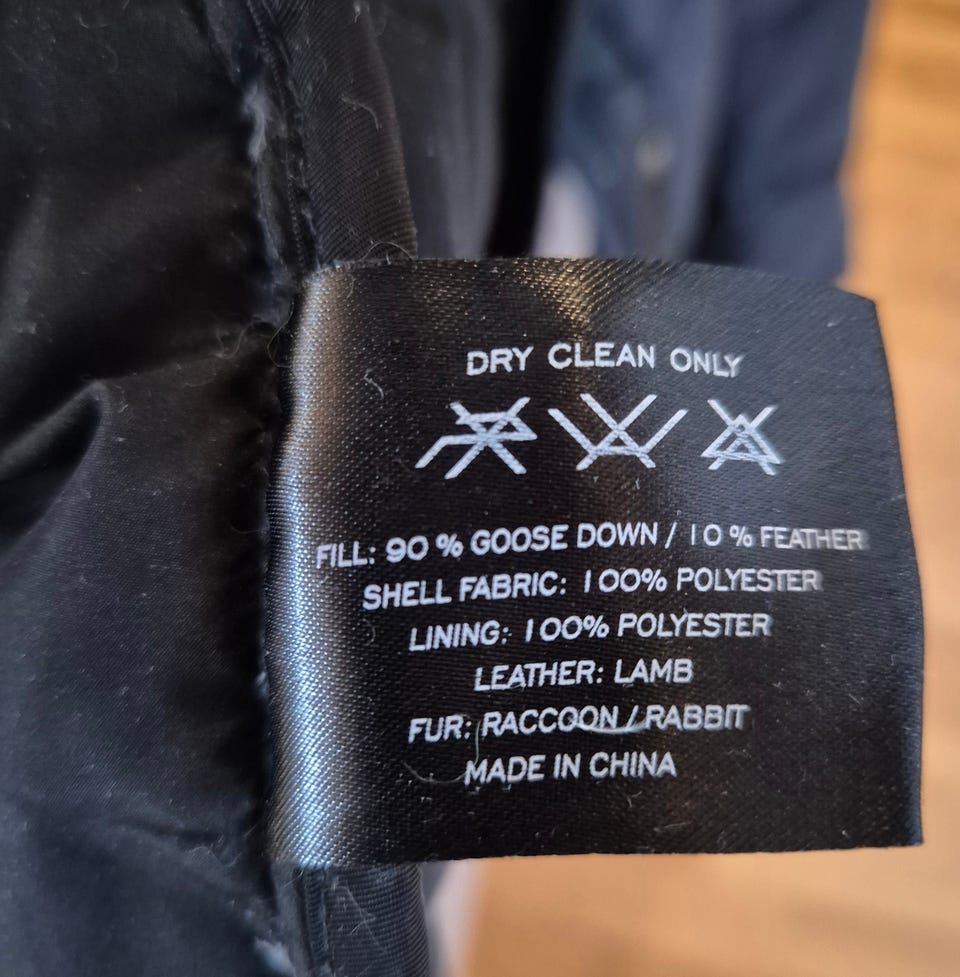 DRY CLEAN ONLY
FILL: 90 % GOOSE DOWN / 10 % FEATHER
SHELL FABRIC: 100% POLYESTER
LINING: 100% POLYESTER
LEATHER: LAMB
FUR: RACCOON / RABBIT
MADE IN CHINA